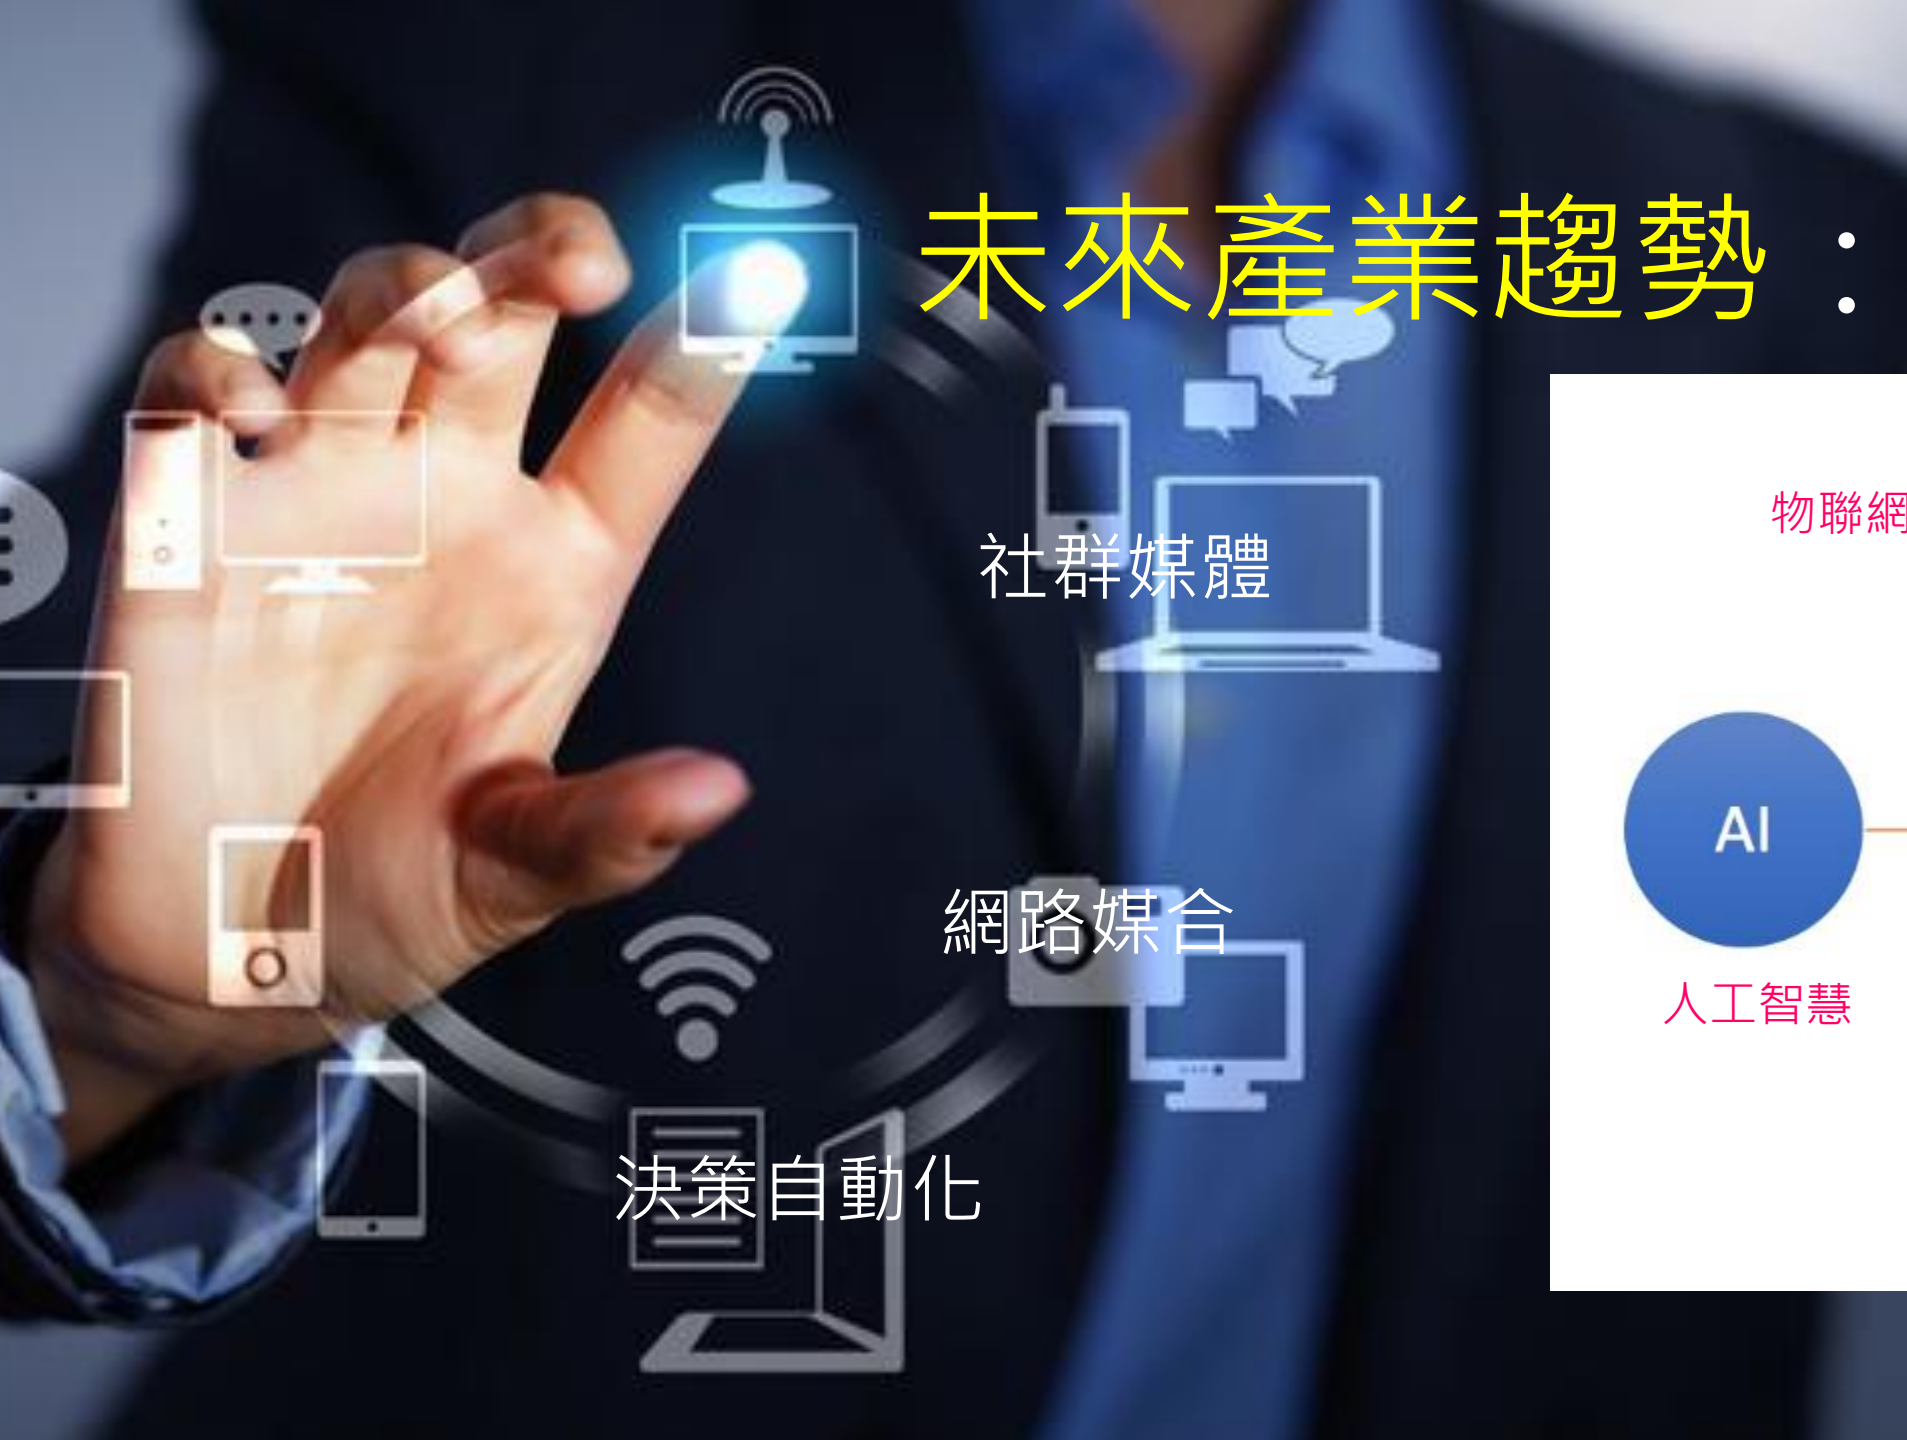 未來產業趨勢：
物聯網
社群媒體
AI
網路媒合
人工智慧
決策自動化